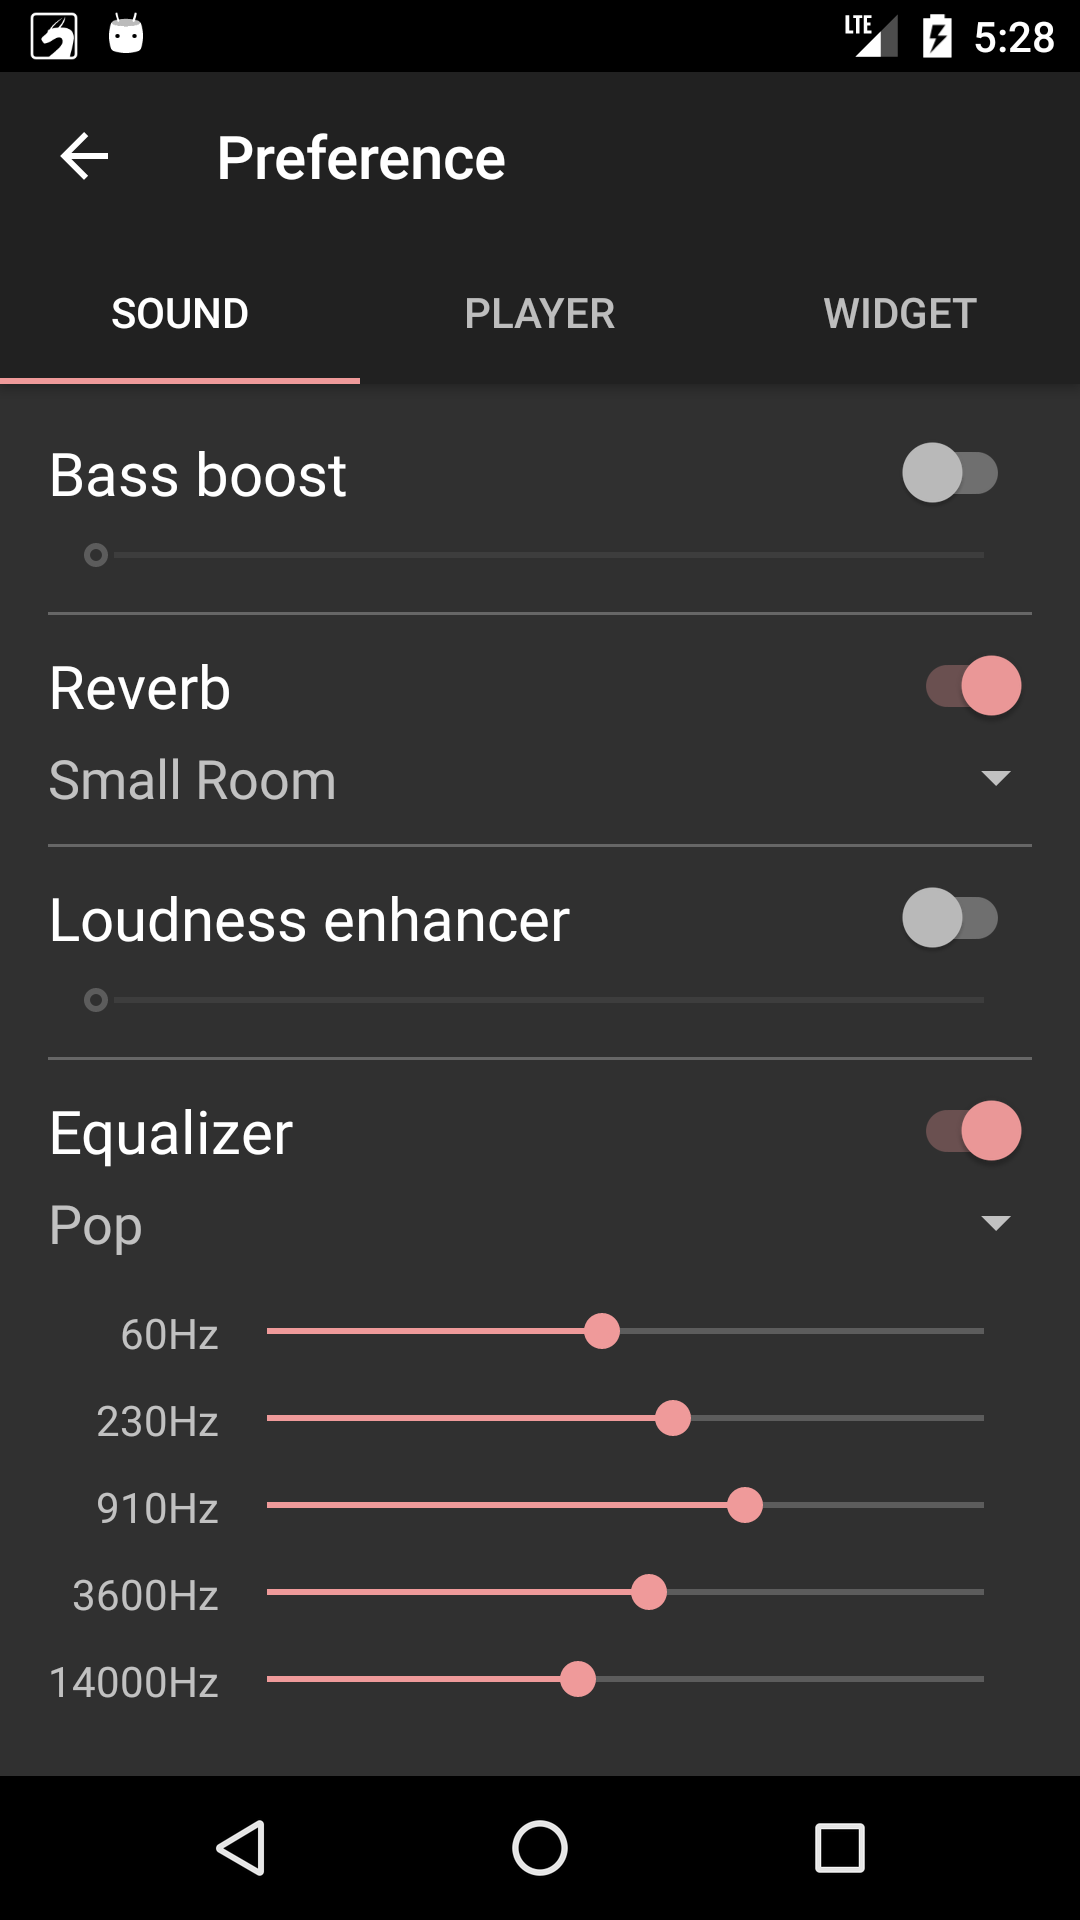 LTE 5:28
Preference
SOUND PLAYER WIDGET
Bass boost
Reverb
Small Room
Loudness enhancer
Equalizer
Pop
60Hz
230Hz
910Hz
3600Hz
14000Hz